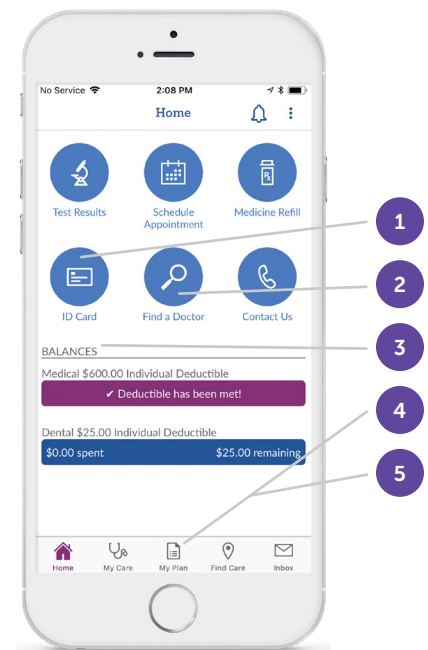 No Service 2:08 PM
Home
Test Results Schedule Appointment Medicine Refill
ID Card Find a Doctor Contact Us
BALANCES
Medical $600.00 Individual Deductible
✔ Deductible has been met!
Dental $25.00 Individual Deductible
$0.00 spent $25.00 remaining
Home My Care My Plan Find Care Inbox
Rx
1
2
3
4
5